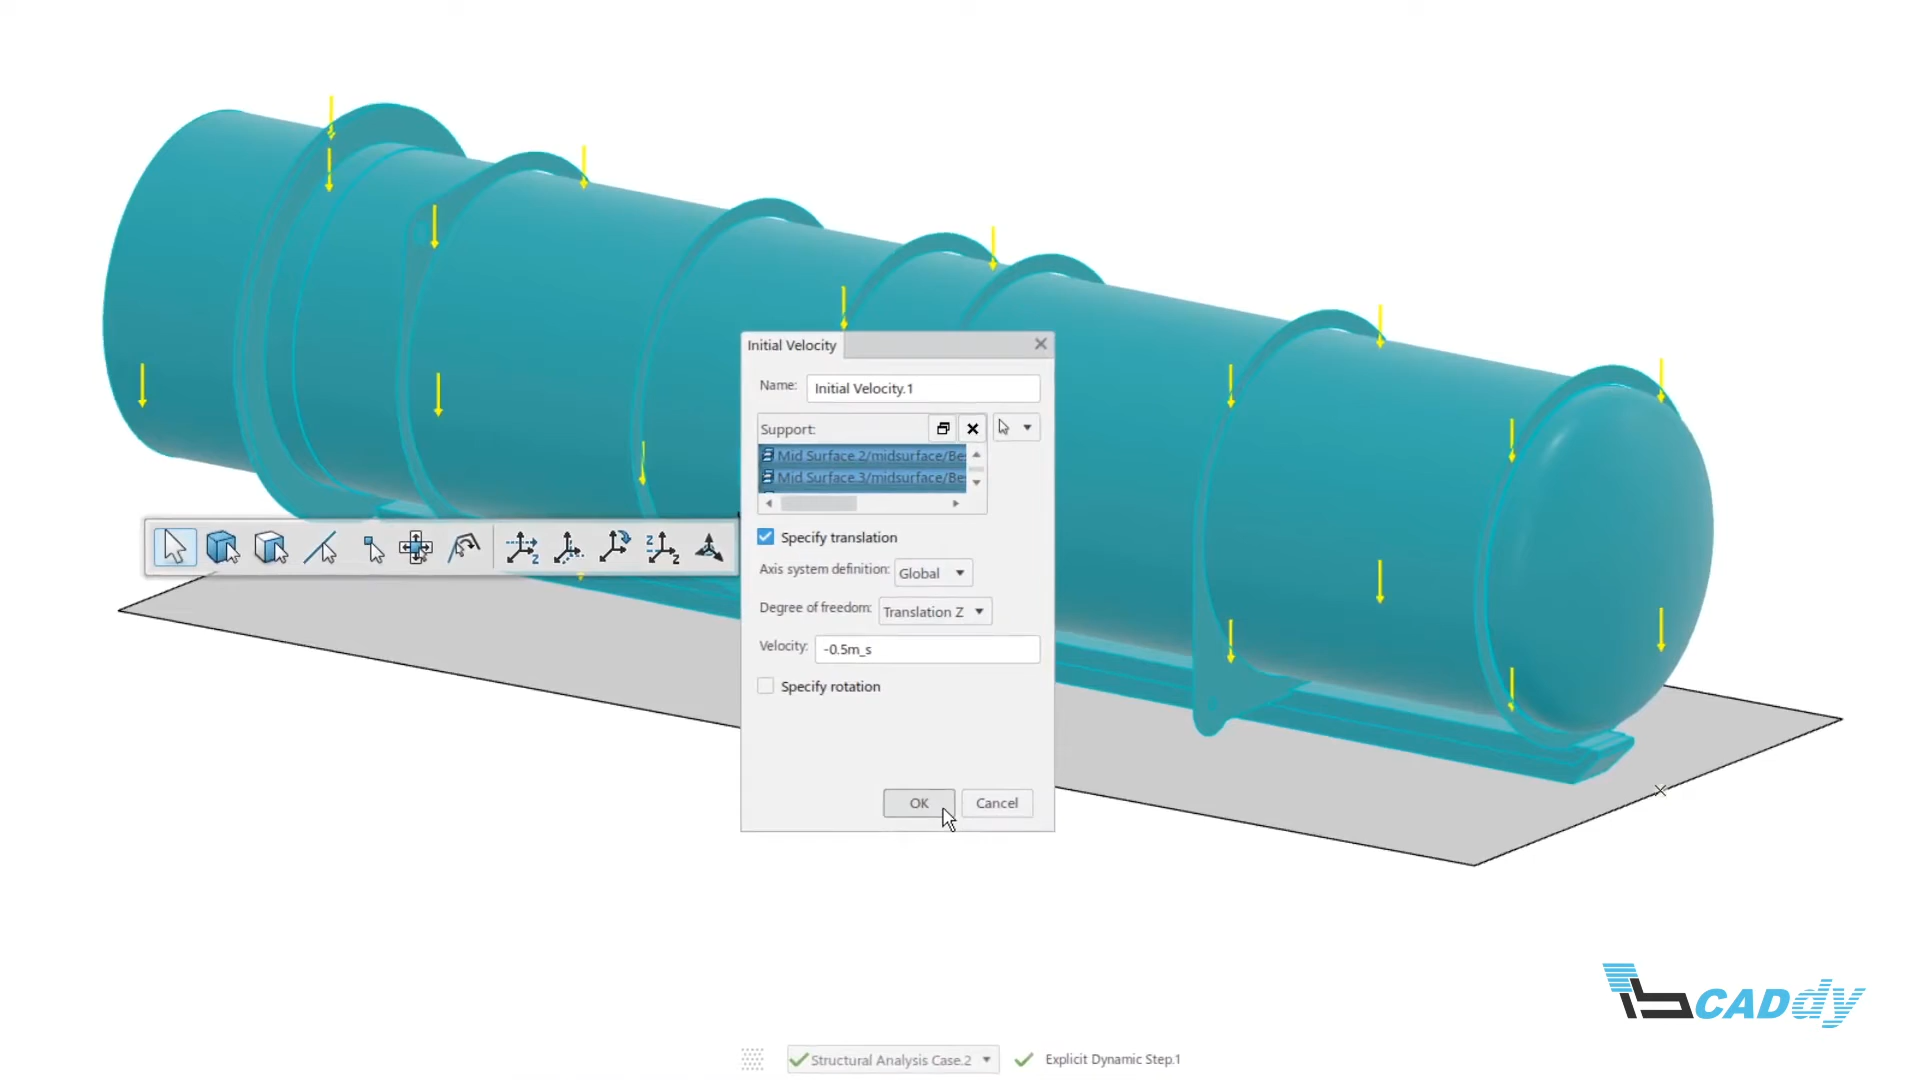 Initial Velocity
Name: Initial Velocity.1
Support:
Mid Surface.2/midsurface/Be
Mid Surface.3/midsurface/Be
Specify translation
Axis system definition: Global
Degree of freedom: Translation Z
Velocity: -0.5m_s
Specify rotation
OK Cancel
CADdy
Structural Analysis Case.2 Explicit Dynamic Step.1